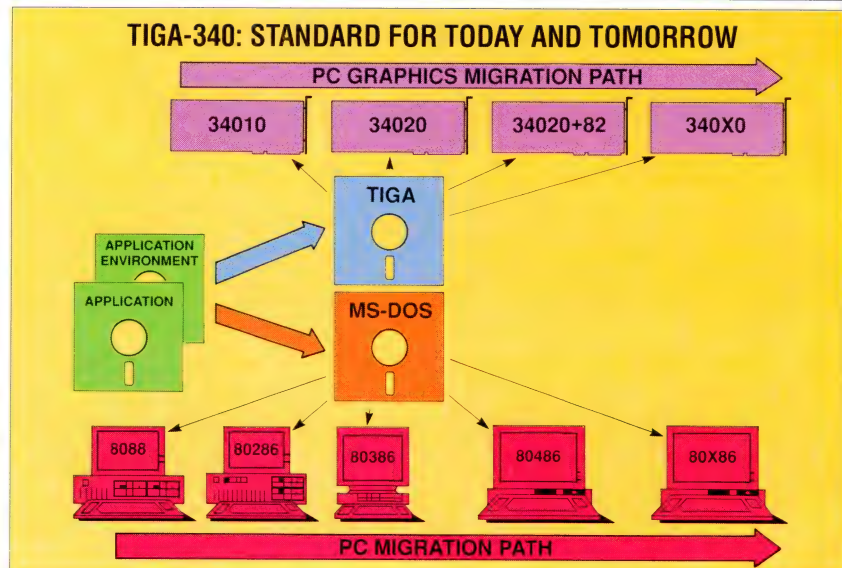 TIGA-340: STANDARD FOR TODAY AND TOMORROW
PC GRAPHICS MIGRATION PATH
34010
34020
34020+82
340X0
TIGA
APPLICATION
ENVIRONMENT
APPLICATION
MS-DOS
8088
80286
80386
80486
80X86
PC MIGRATION PATH